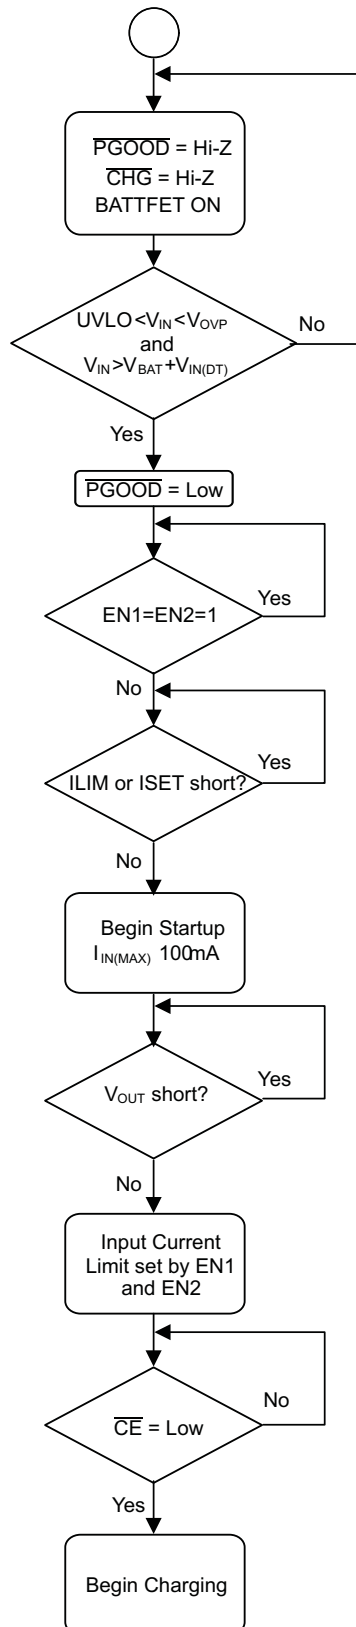 PGOOD = Hi-Z
CHG = Hi-Z
BATTFET ON
UVLO<VIN<VOVP
and
VIN>VBAT+VIN(DT)
No
Yes
PGOOD = Low
EN1=EN2=1
Yes
No
ILIM or ISET short?
Yes
No
Begin Startup
IIN(MAX) 100mA
VOUT short?
Yes
No
Input Current
Limit set by EN1
and EN2
CE = Low
No
Yes
Begin Charging